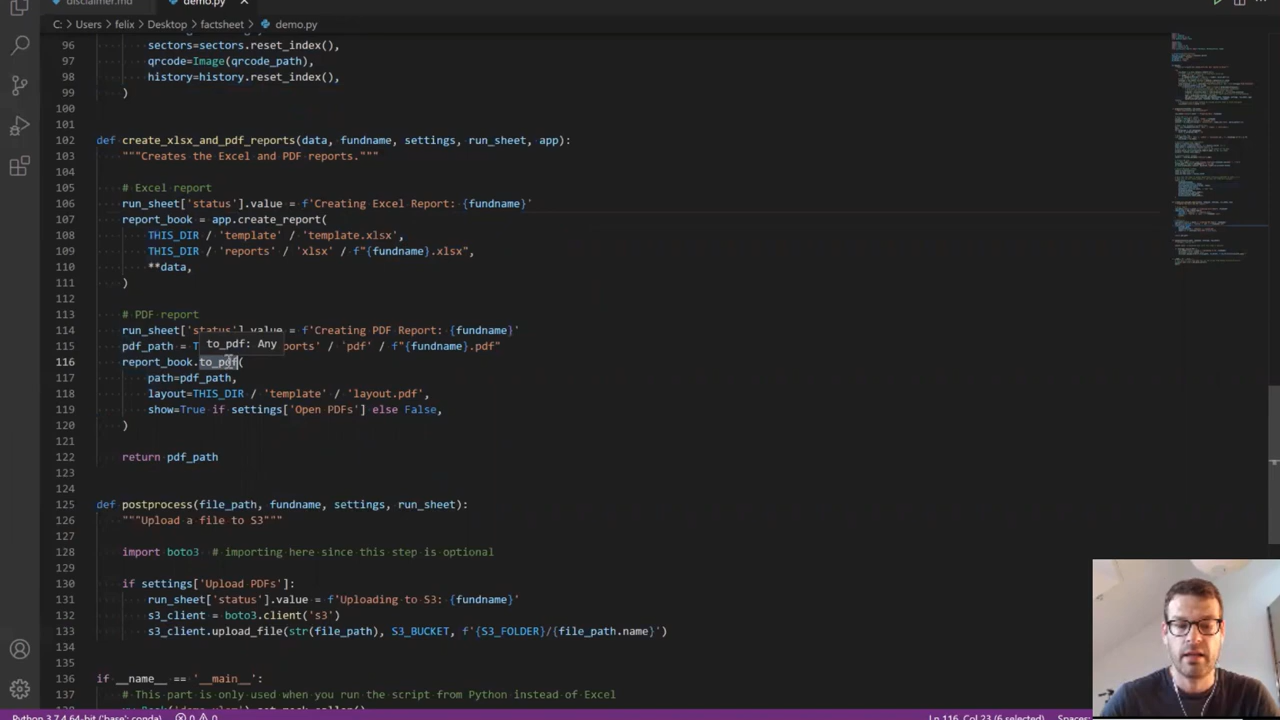 disclaimer.md demo.py ×
C: > Users > felix > Desktop > factsheet > demo.py
96 sectors=sectors.reset_index(),
97 qrcode=Image(qrcode_path),
98 history=history.reset_index(),
99 )
100
101
102 def create_xlsx_and_pdf_reports(data, fundname, settings, run_sheet, app):
103 """Creates the Excel and PDF reports."""
104
105 # Excel report
106 run_sheet['status'].value = f'Creating Excel Report: {fundname}'
107 report_book = app.create_report(
108 THIS_DIR / 'template' / 'template.xlsx',
109 THIS_DIR / 'reports' / 'xlsx' / f"{fundname}.xlsx",
110 **data,
111 )
112
113 # PDF report
114 run_sheet['status'].value = f'Creating PDF Report: {fundname}'
to_pdf: Any
115 pdf_path = T ports' / 'pdf' / f"{fundname}.pdf"
116 report_book.to_pdf(
117 path=pdf_path,
118 layout=THIS_DIR / 'template' / 'layout.pdf',
119 show=True if settings['Open PDFs'] else False,
120 )
121
122 return pdf_path
123
124
125 def postprocess(file_path, fundname, settings, run_sheet):
126 """Upload a file to S3"""
127
128 import boto3 # importing here since this step is optional
129
130 if settings['Upload PDFs']:
131 run_sheet['status'].value = f'Uploading to S3: {fundname}'
132 s3_client = boto3.client('s3')
133 s3_client.upload_file(str(file_path), S3_BUCKET, f'{S3_FOLDER}/{file_path.name}')
134
135
136 if __name__ == '__main__':
137 # This part is only used when you run the script from Python instead of Excel
Python 3.7.4 64-bit ('base': conda) 0 0 Ln 116, Col 23 (6 selected) Spaces: